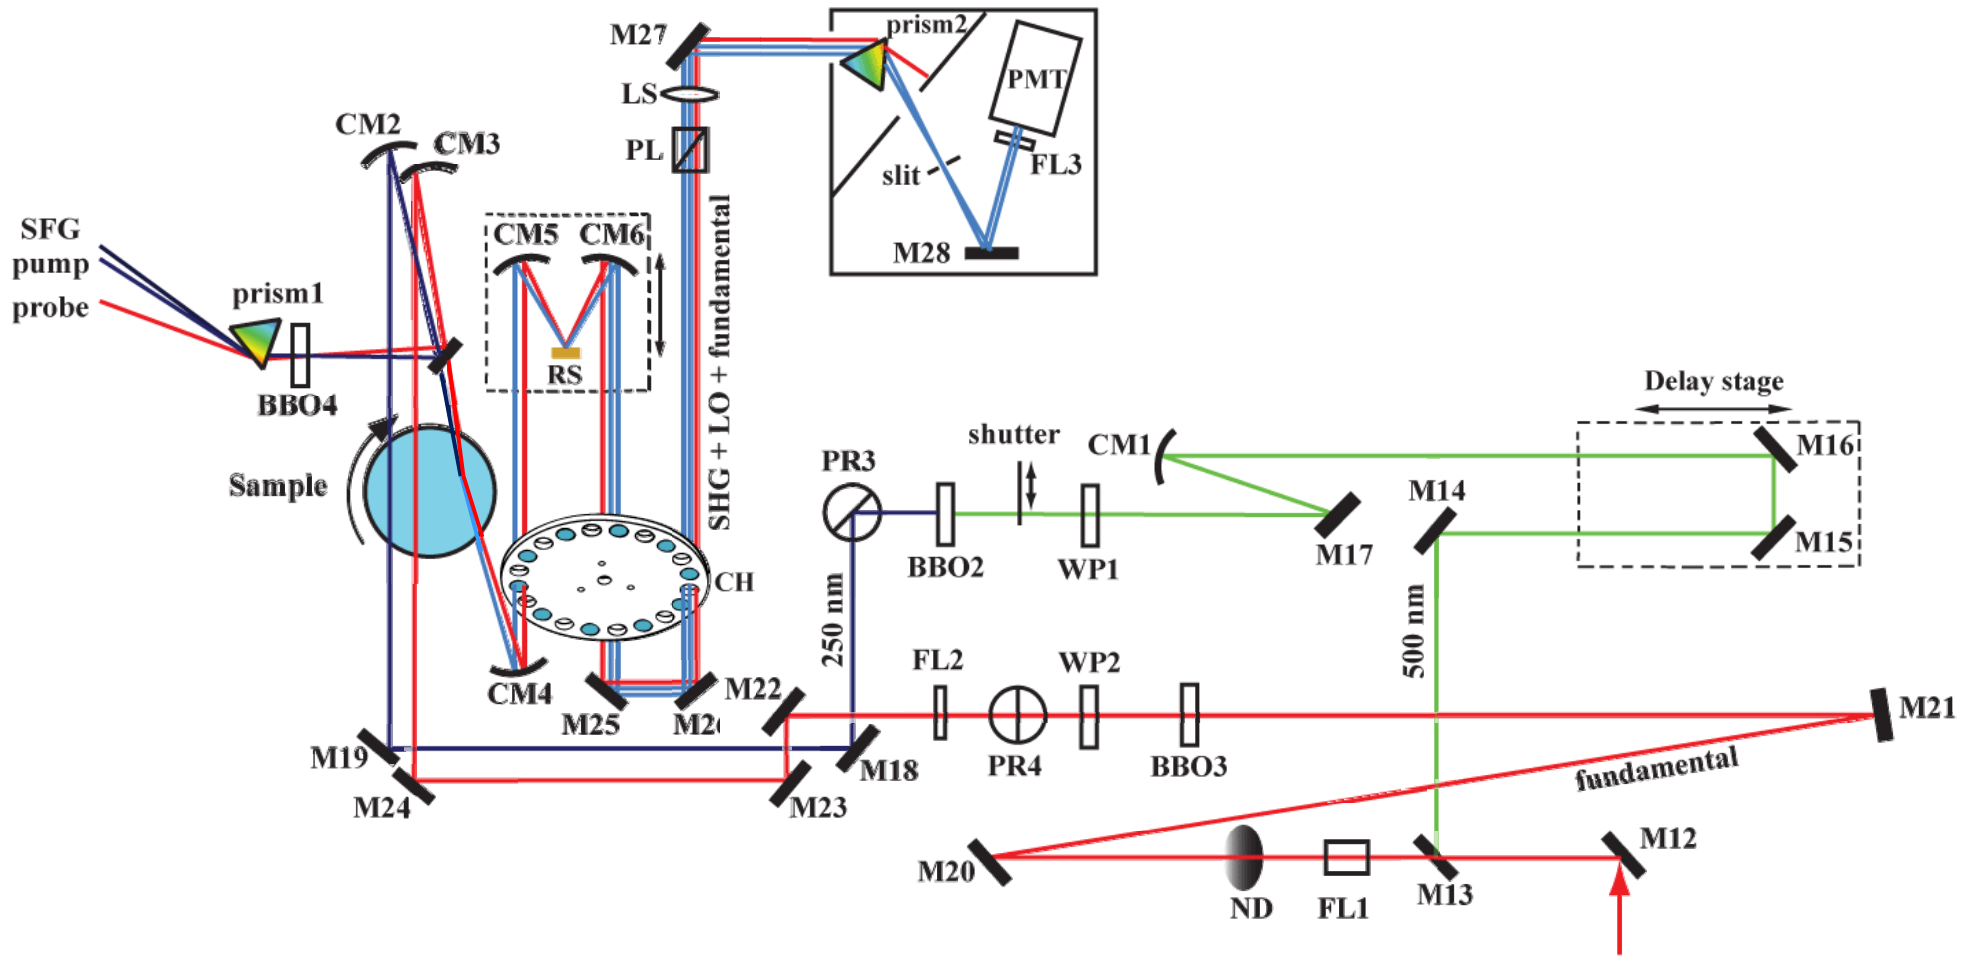 M27
prism2
LS
PMT
CM2
CM3
PL
FL3
slit
SFG
pump
probe
prism1
CM5
CM6
M28
RS
SHG + LO + fundamental
BBO4
Delay stage
shutter
CM1
M16
PR3
M14
Sample
M15
M17
BBO2
WP1
CH
250 nm
500 nm
FL2
WP2
CM4
M22
M21
M25
M26
M19
M18
PR4
BBO3
fundamental
M24
M23
M12
M20
M13
ND
FL1